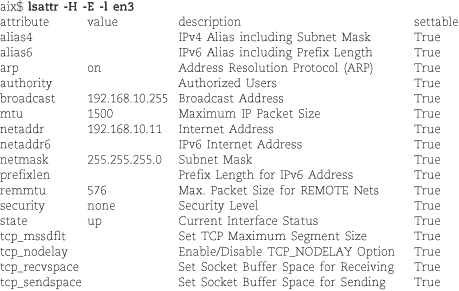 aix$ lsattr -H -E -l en3
attribute value description settable
alias4 IPv4 Alias including Subnet Mask True
alias6 IPv6 Alias including Prefix Length True
arp on Address Resolution Protocol (ARP) True
authority Authorized Users True
broadcast 192.168.10.255 Broadcast Address True
mtu 1500 Maximum IP Packet Size True
netaddr 192.168.10.11 Internet Address True
netaddr6 IPv6 Internet Address True
netmask 255.255.255.0 Subnet Mask True
prefixlen Prefix Length for IPv6 Address True
remmtu 576 Max. Packet Size for REMOTE Nets True
security none Security Level True
state up Current Interface Status True
tcp_mssdflt Set TCP Maximum Segment Size True
tcp_nodelay Enable/Disable TCP_NODELAY Option True
tcp_recvspace Set Socket Buffer Space for Receiving True
tcp_sendspace Set Socket Buffer Space for Sending True